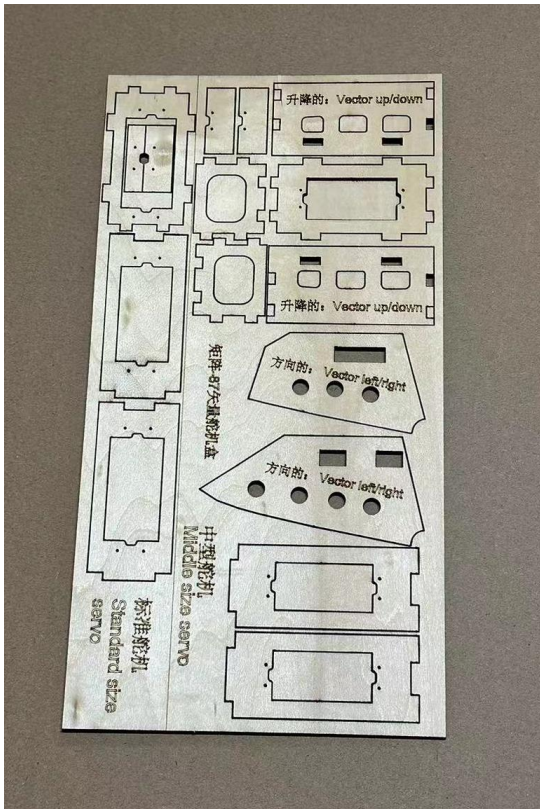 升降的：Vector up/down
升降的：Vector up/down
矩阵-87矢量舵机盒
方向的：Vector left/right
方向的：Vector left/right
中型舵机
Middle size servo
标准舵机
Standard size
servo